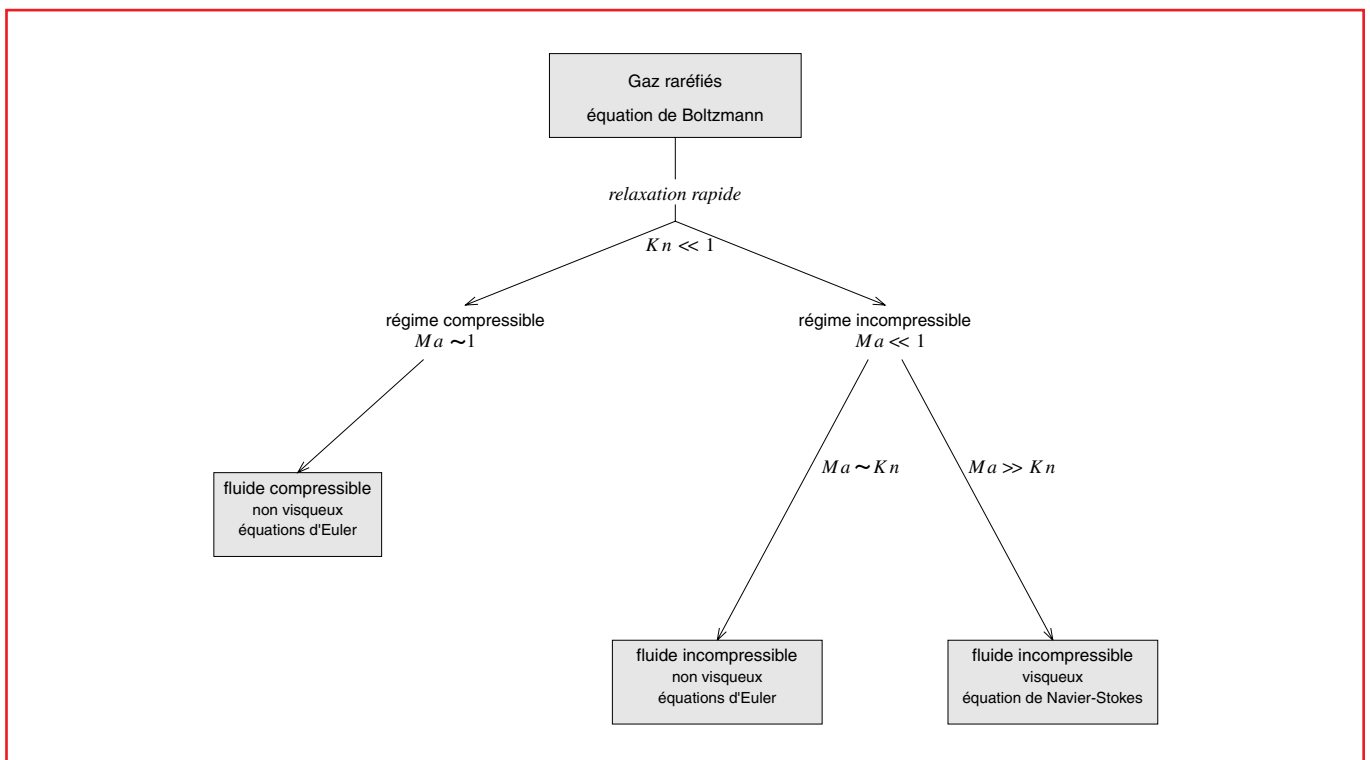 Gaz raréfiés
équation de Boltzmann
relaxation rapide
Kn << 1
régime compressible
Ma ~1
régime incompressible
Ma << 1
Ma ~ Kn
Ma >> Kn
fluide compressible
non visqueux
équations d'Euler
fluide incompressible
non visqueux
équations d'Euler
fluide incompressible
visqueux
équation de Navier-Stokes